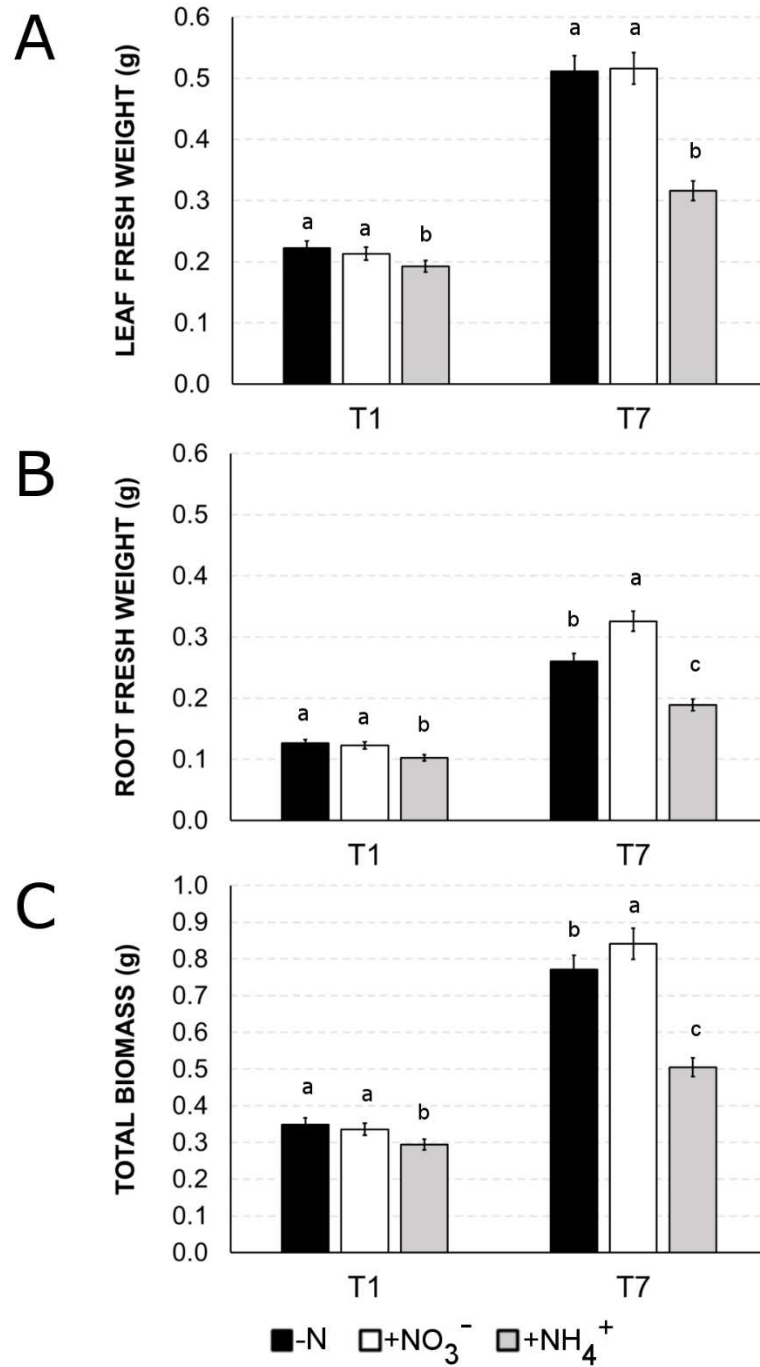 A
LEAF FRESH WEIGHT (g)
0.6
0.5
0.4
0.3
0.2
0.1
0.0
a a b
a a b
T1 T7
B
ROOT FRESH WEIGHT (g)
0.6
0.5
0.4
0.3
0.2
0.1
0.0
a a b
b a c
T1 T7
C
TOTAL BIOMASS (g)
1.0
0.9
0.8
0.7
0.6
0.5
0.4
0.3
0.2
0.1
0.0
a a b
b a c
T1 T7
-N +NO₃⁻ +NH₄⁺